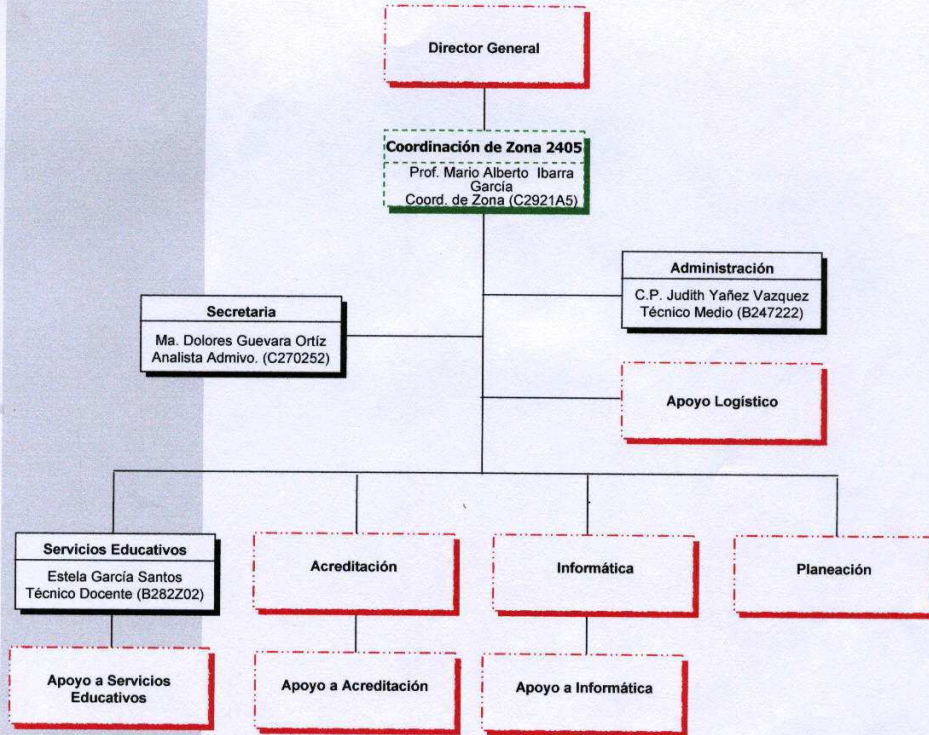 Director General
Coordinación de Zona 2405
Prof. Mario Alberto Ibarra
García
Coord. de Zona (C2921A5)
Administración
C.P. Judith Yañez Vazquez
Técnico Medio (B247222)
Secretaria
Ma. Dolores Guevara Ortíz
Analista Admivo. (C270252)
Apoyo Logístico
Servicios Educativos
Estela García Santos
Técnico Docente (B282Z02)
Acreditación
Informática
Planeación
Apoyo a Servicios
Educativos
Apoyo a Acreditación
Apoyo a Informática